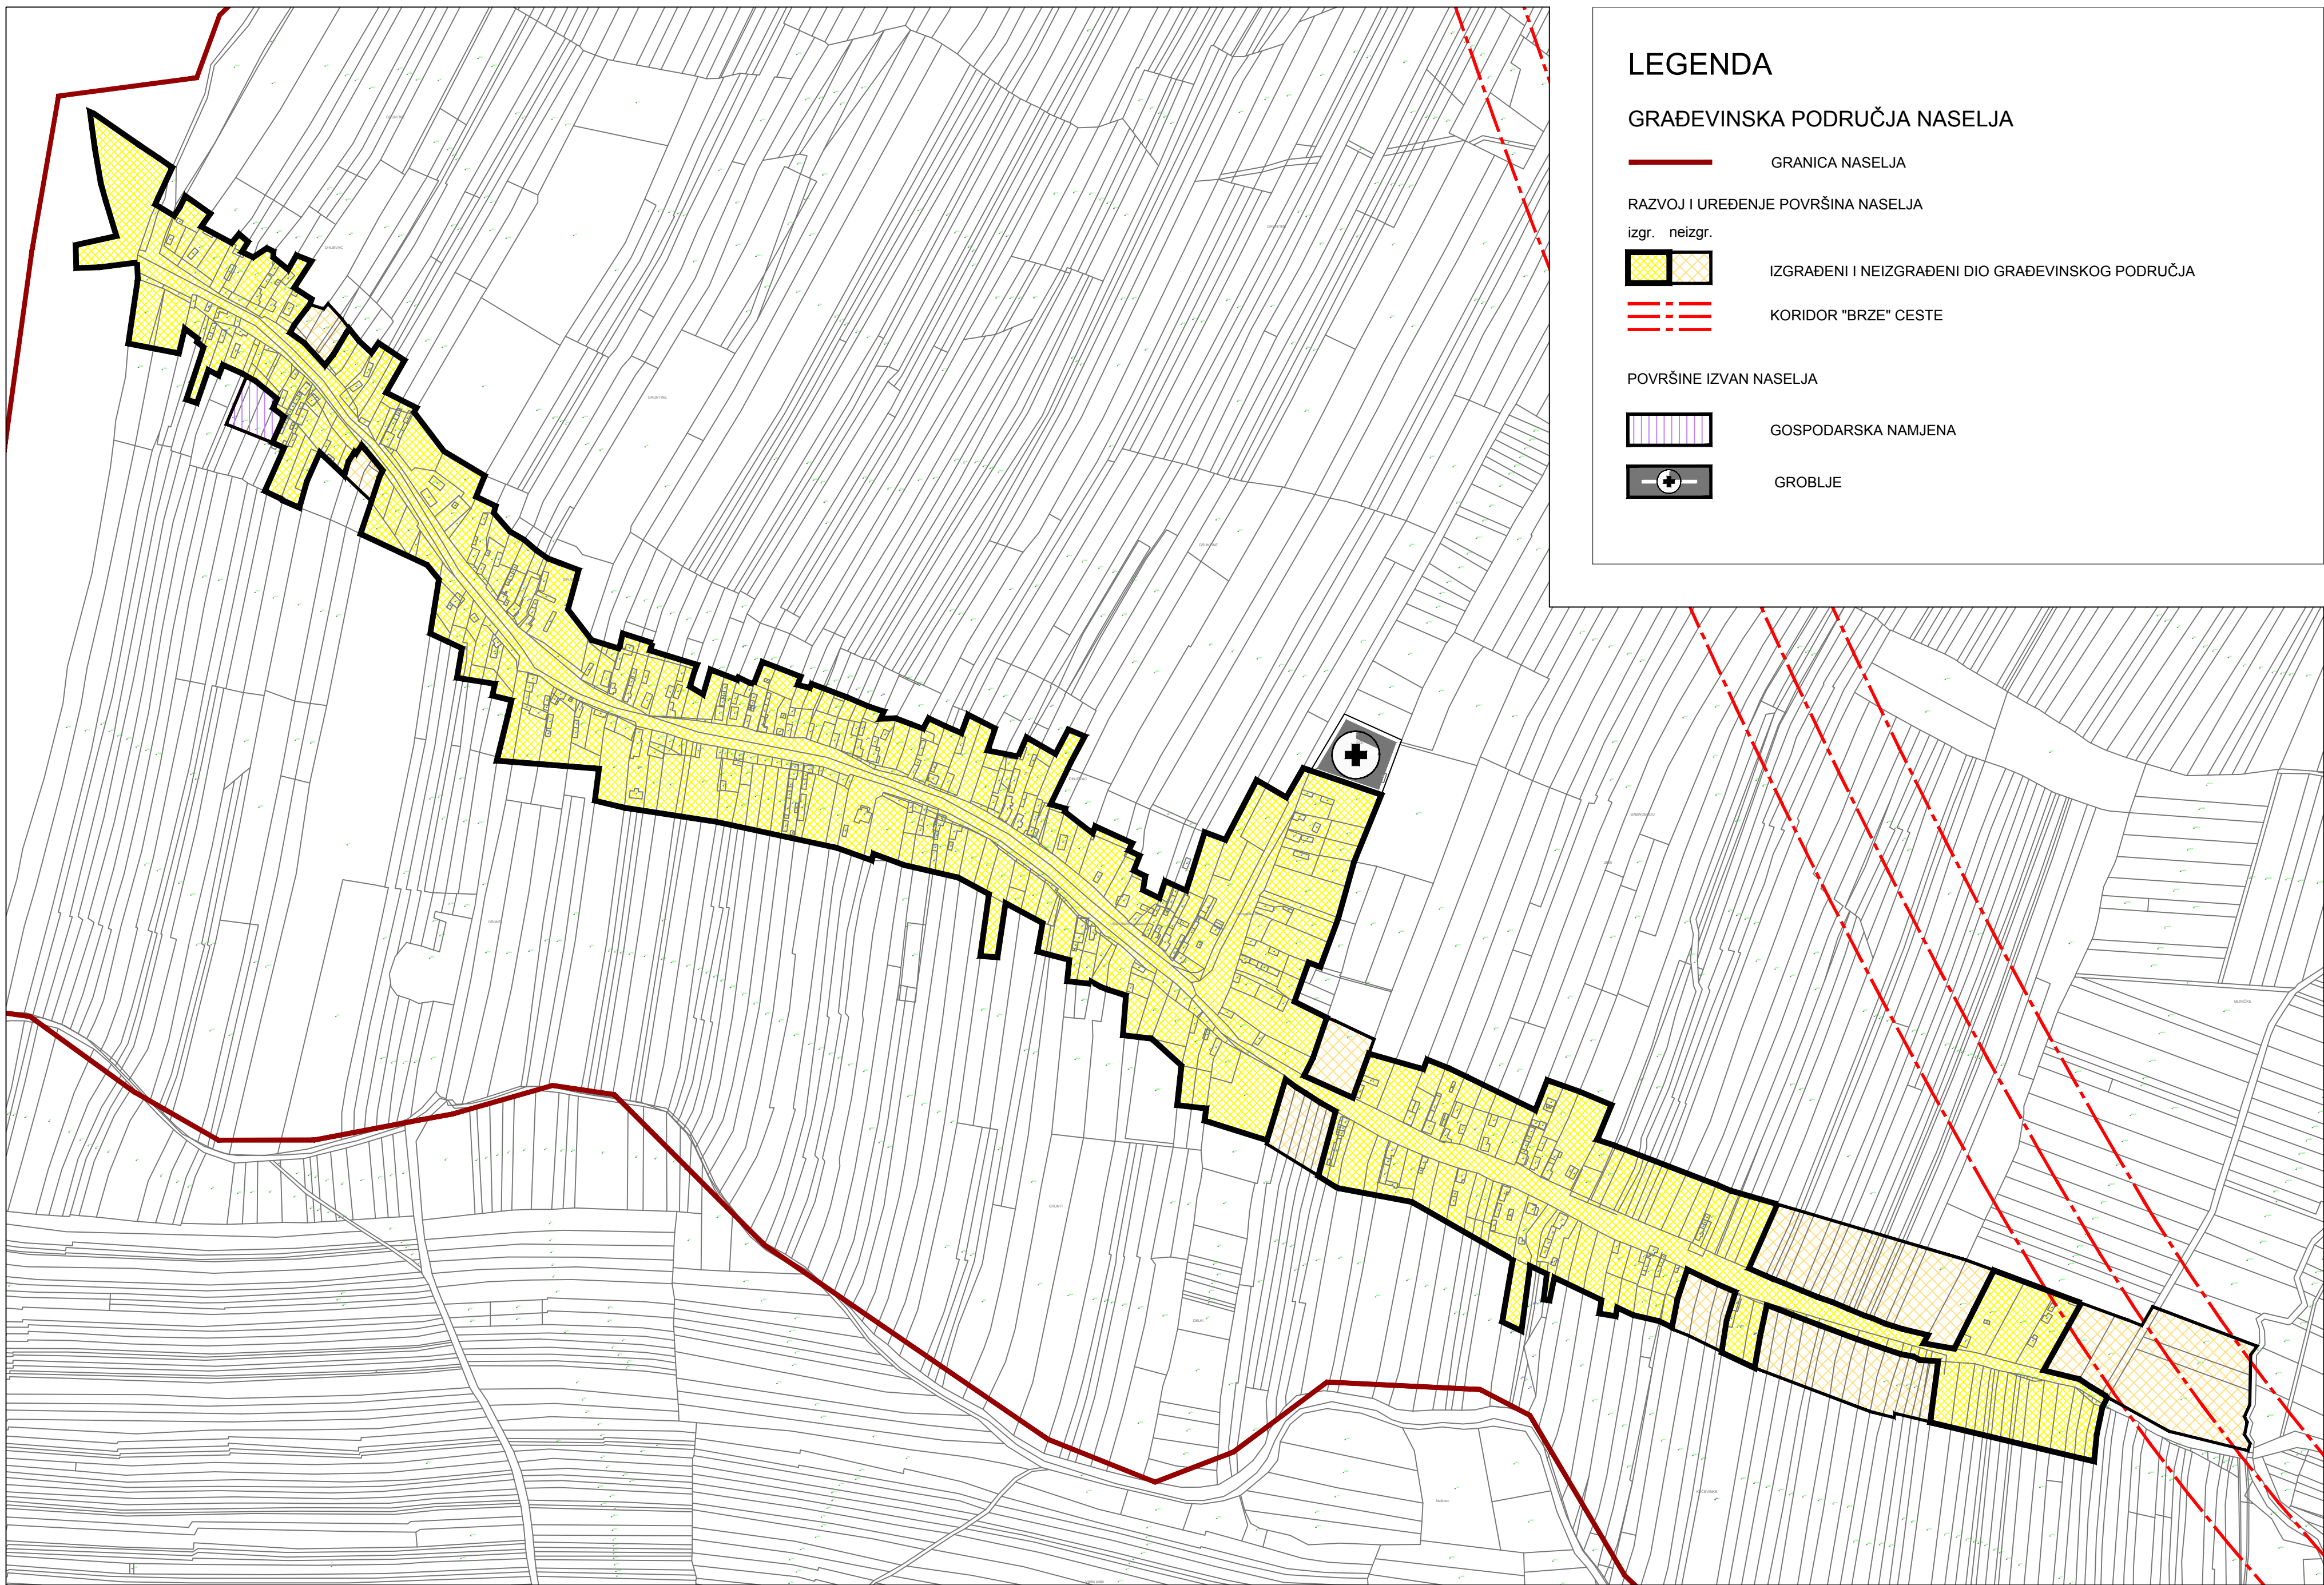 LEGENDA
GRAĐEVINSKA PODRUČJA NASELJA
GRANICA NASELJA
RAZVOJ I UREĐENJE POVRŠINA NASELJA
izgr. neizgr.
IZGRAĐENI I NEIZGRAĐENI DIO GRAĐEVINSKOG PODRUČJA
KORIDOR "BRZE" CESTE
POVRŠINE IZVAN NASELJA
GOSPODARSKA NAMJENA
GROBLJE